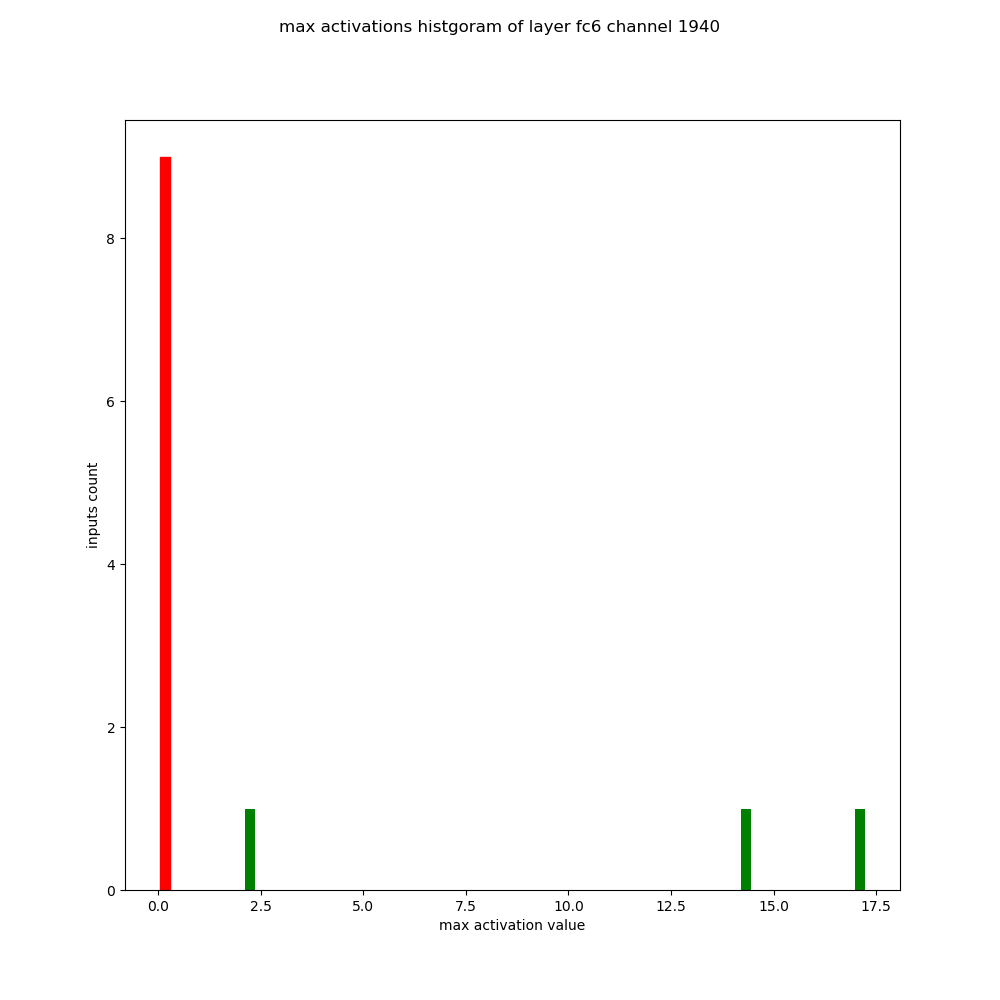 max activations histgoram of layer fc6 channel 1940
8
6
4
2
0
inputs count
0.0 2.5 5.0 7.5 10.0 12.5 15.0 17.5
max activation value